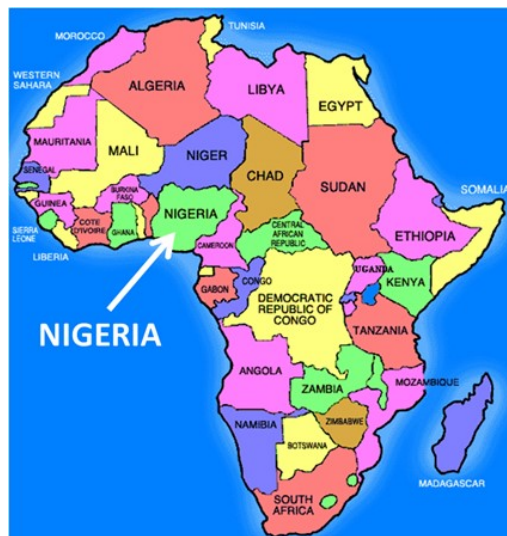 TUNISIA
MOROCCO
WESTERN
SAHARA
ALGERIA
LIBYA
EGYPT
MAURITANIA
MALI
NIGER
CHAD
SUDAN
SENEGAL
GUINEA
BURKINA
FASO
SIERRA
LEONE
COTE
D'IVOIRE
GHANA
LIBERIA
NIGERIA
CAMEROON
CENTRAL
AFRICAN
REPUBLIC
ETHIOPIA
SOMALIA
UGANDA
KENYA
GABON
CONGO
DEMOCRATIC
REPUBLIC OF
CONGO
TANZANIA
NIGERIA
ANGOLA
ZAMBIA
MOZAMBIQUE
NAMIBIA
ZIMBABWE
BOTSWANA
MADAGASCAR
SOUTH
AFRICA